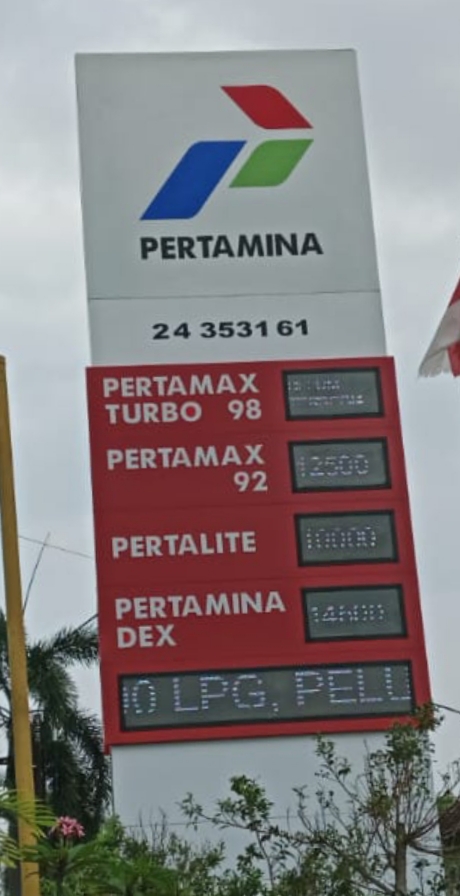 PERTAMINA
24 353161
PERTAMAX
TURBO 98
PERTAMAX
92
12500
PERTALITE
10000
PERTAMINA
DEX
LPG, PELU